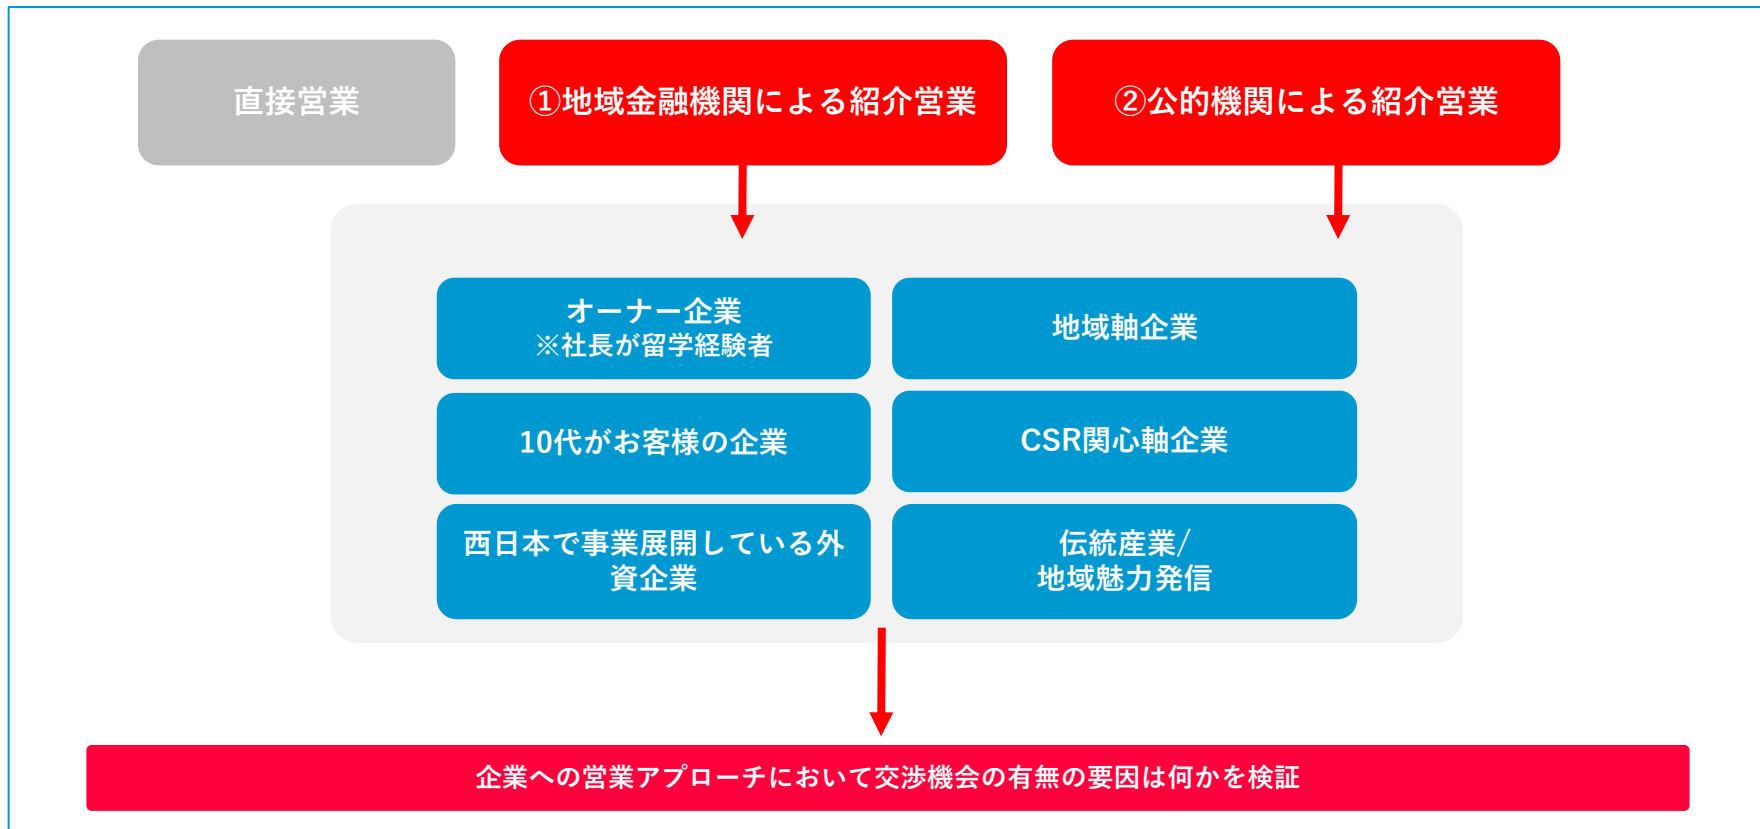 直接営業
①地域金融機関による紹介営業
②公的機関による紹介営業
オーナー企業
※社長が留学経験者
地域軸企業
10代がお客様の企業
CSR関心軸企業
西日本で事業展開している外
資企業
伝統産業/
地域魅力発信
企業への営業アプローチにおいて交渉機会の有無の要因は何かを検証